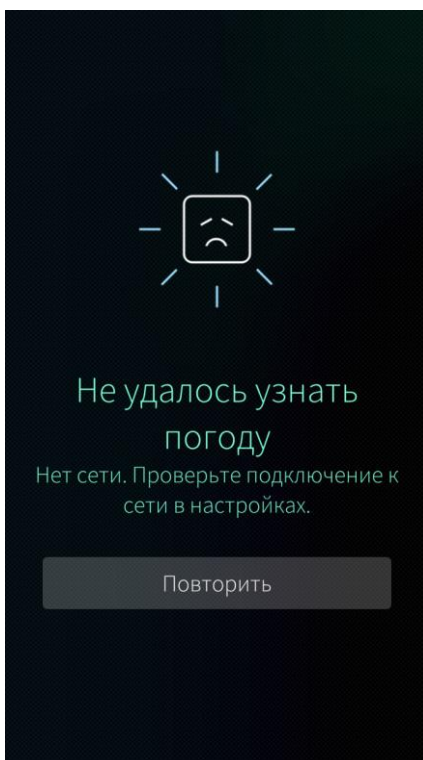 Не удалось узнать
погоду
Нет сети. Проверьте подключение к
сети в настройках.
Повторить